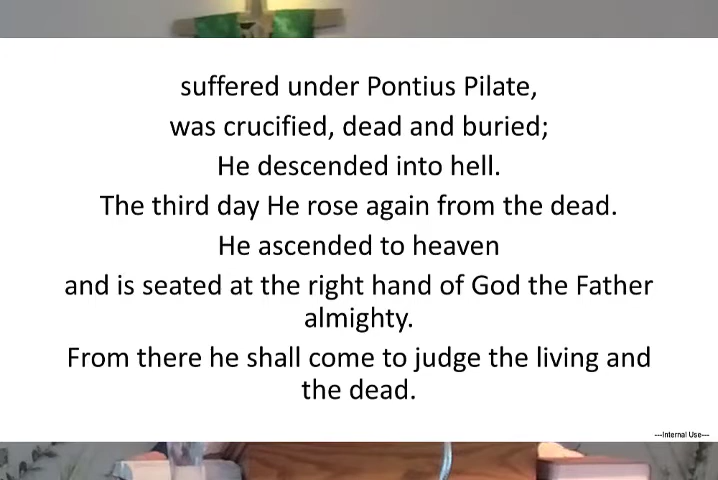 suffered under Pontius Pilate,
was crucified, dead and buried;
He descended into hell.
The third day He rose again from the dead.
He ascended to heaven
and is seated at the right hand of God the Father
almighty.
From there he shall come to judge the living and
the dead.
---Internal Use---